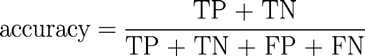 accuracy = TP + TN / TP + TN + FP + FN